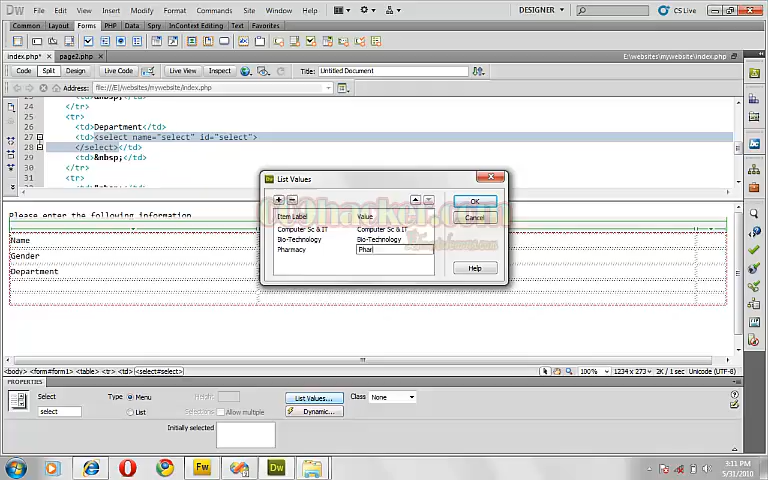 Dw File Edit View Insert Modify Format Commands Site Window Help DESIGNER CS Live
Common Layout Forms PHP Data Spry InContext Editing Text Favorites
index.php* × page2.php × E:\websites\mywebsite\index.php
Code Split Design Live Code Live View Inspect Title: Untitled Document
Address: file:///E|/websites/mywebsite/index.php
23 <td>&nbsp;</td>
24 </tr>
25 <tr>
26 <td>Department</td>
27 <td><select name="select" id="select">
28 </select></td>
29 <td>&nbsp;</td>
30 </tr>
31 <tr>
Please enter the following information
Name
Gender
Department
List Values
Item Label Value
Computer Sc & IT Computer Sc & IT
Bio-Technology Bio-Technology
Pharmacy Phar
OK
Cancel
Help
<body> <form#form1> <table> <tr> <td> <select#select> 100% 1234 x 273 2K / 1 sec Unicode (UTF-8)
PROPERTIES
Select Type Menu Height List Values... Class None
select List Selections Allow multiple Dynamic...
Initially selected
Fw Dw 3:11 PM
5/31/2010